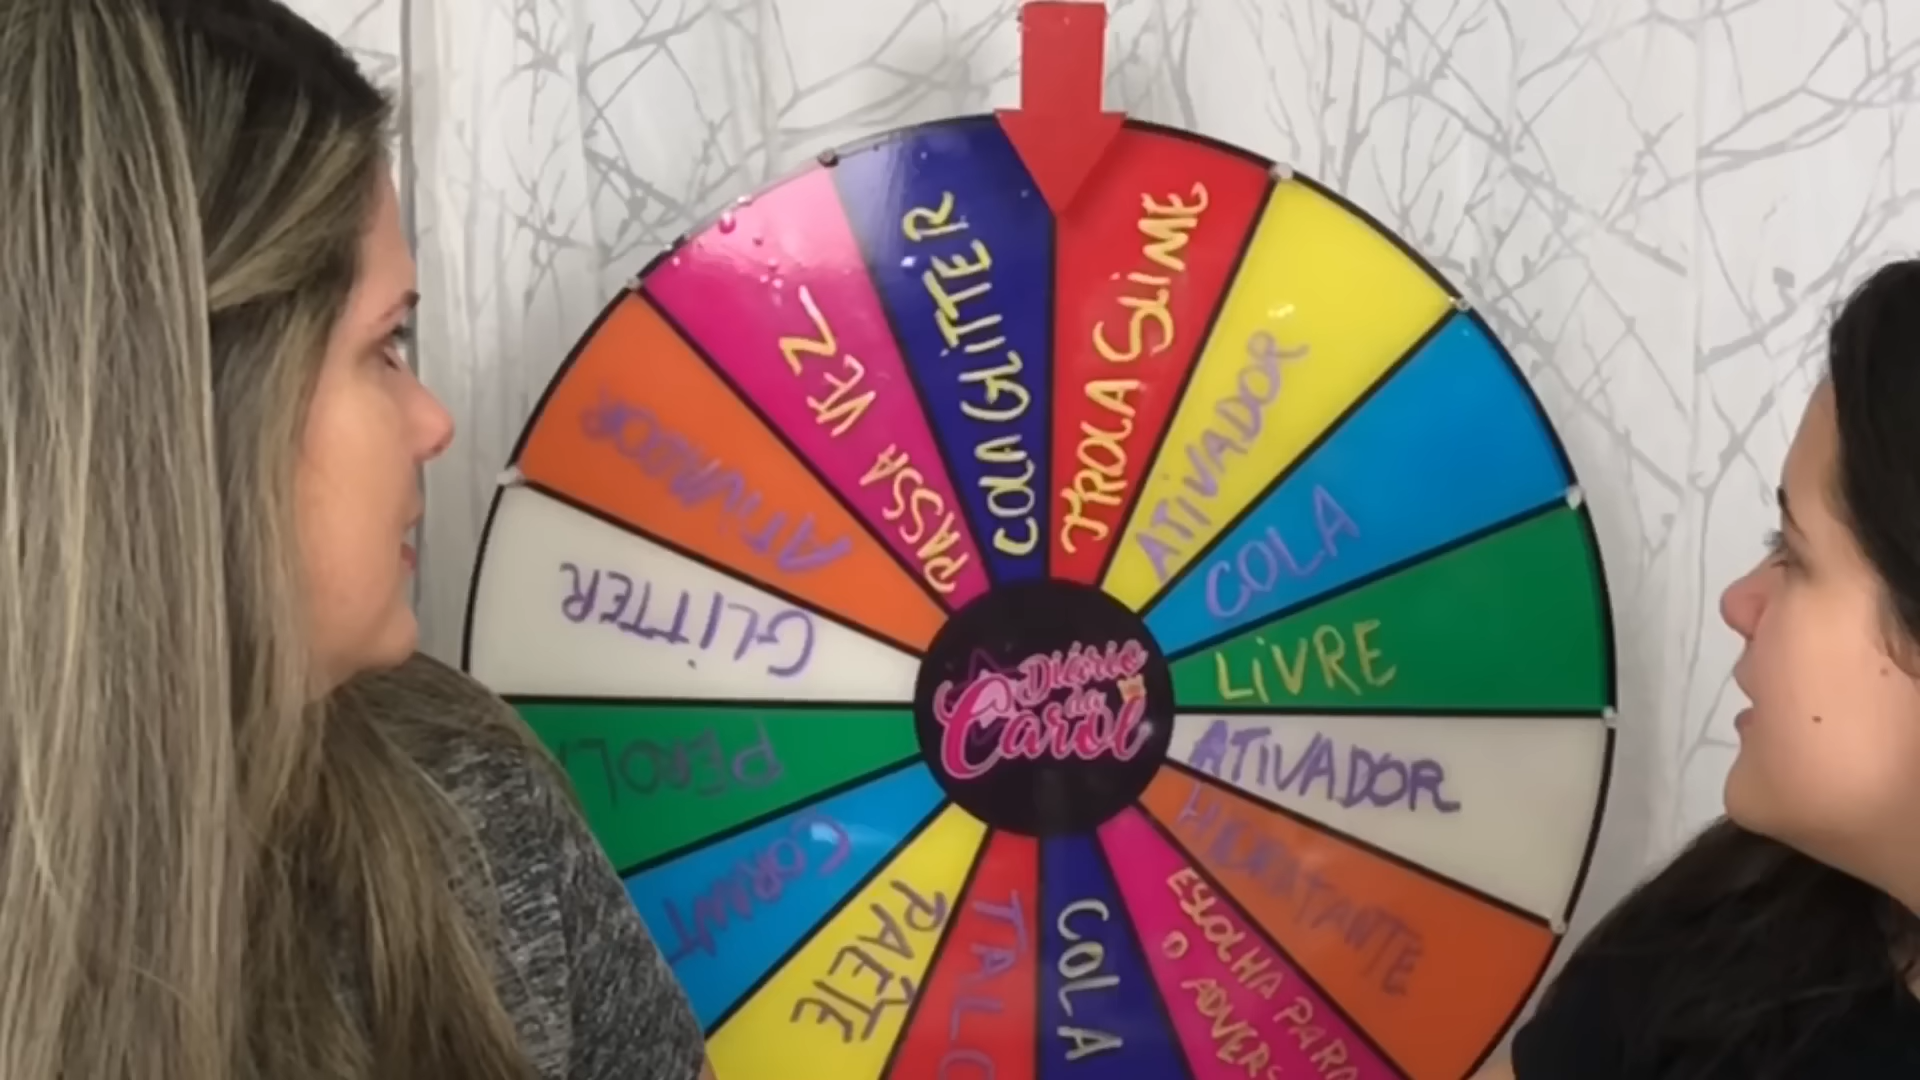 COLA GLITTER
TROCA SLIME
ATIVADOR
COLA
LIVRE
ATIVADOR
HIDRATANTE
ESCOLHA PARA
O ADVERS
COLA
TALC
PAÊTE
CORANT
PÉROL
GLITTER
ATIVADOR
PASSA VEZ
Diário
da
Carol